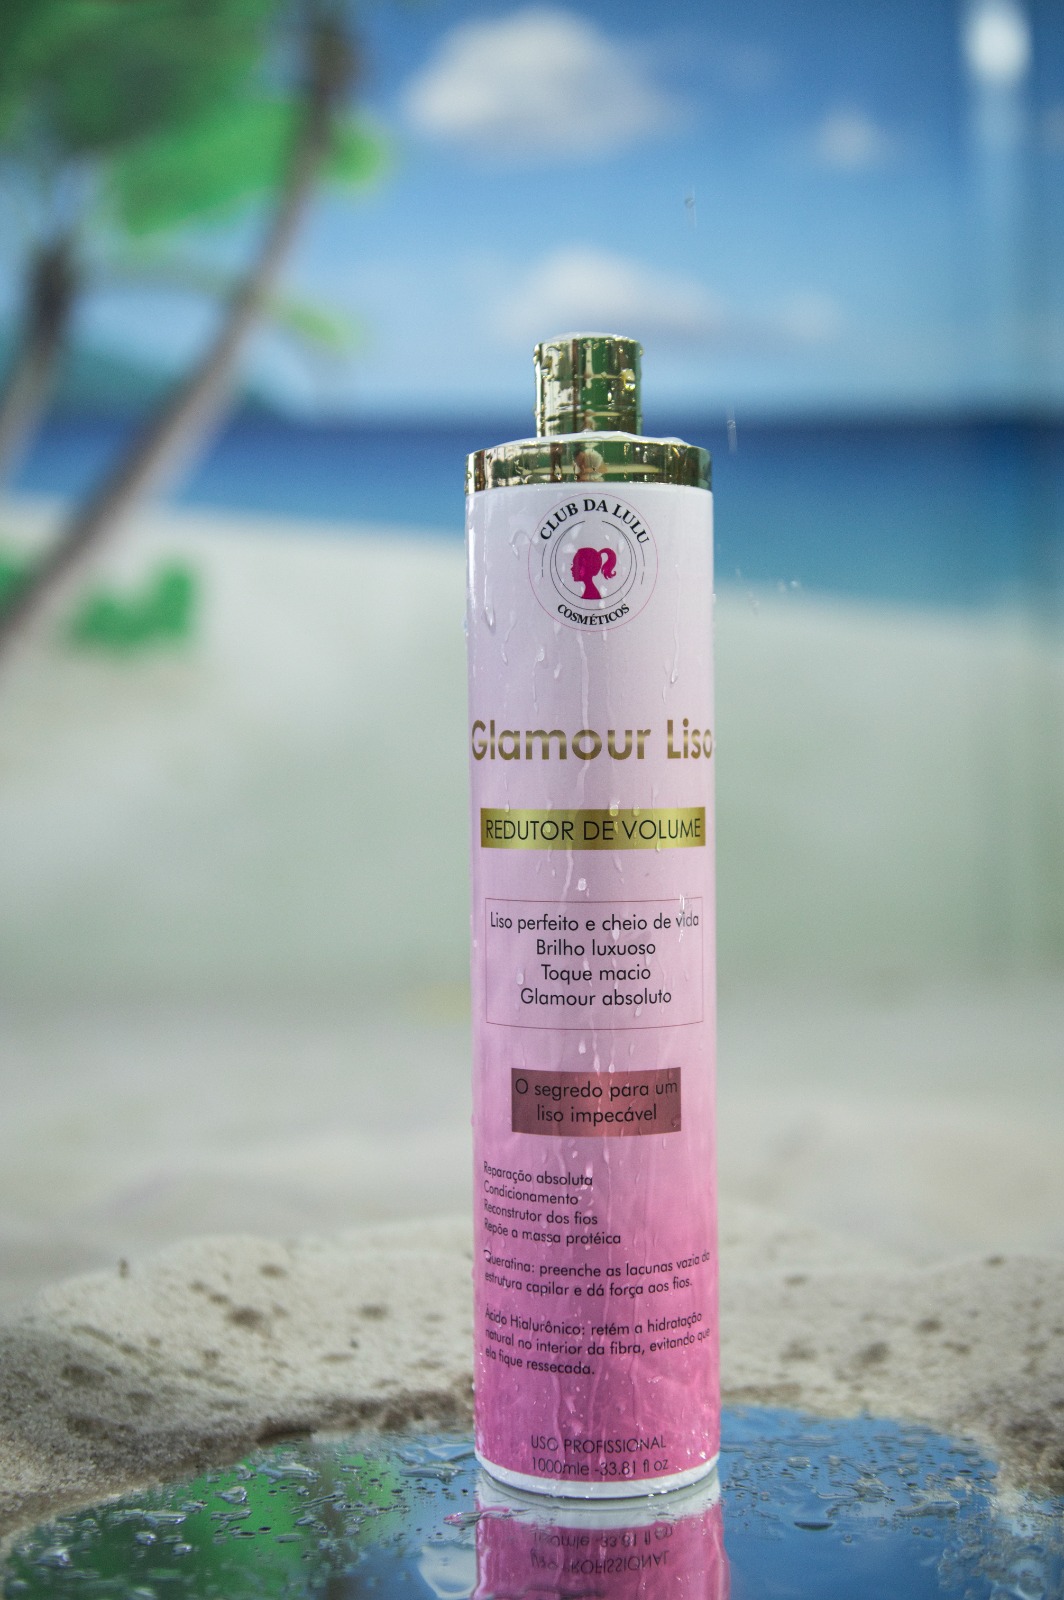 CLUB DA LULU
COSMÉTICOS
Glamour Liso
REDUTOR DE VOLUME
Liso perfeito e cheio de vida
Brilho luxuoso
Toque macio
Glamour absoluto
O segredo para um
liso impecável
Reparação absoluta
Condicionamento
Reconstrutor dos fios
Repõe a massa protéica
Queratina: preenche as lacunas vazia da
estrutura capilar e dá força aos fios.
Ácido Hialurônico: retém a hidratação
natural no interior da fibra, evitando que
ela fique ressecada.
USO PROFISSIONAL
1000mle -33.81 fl oz